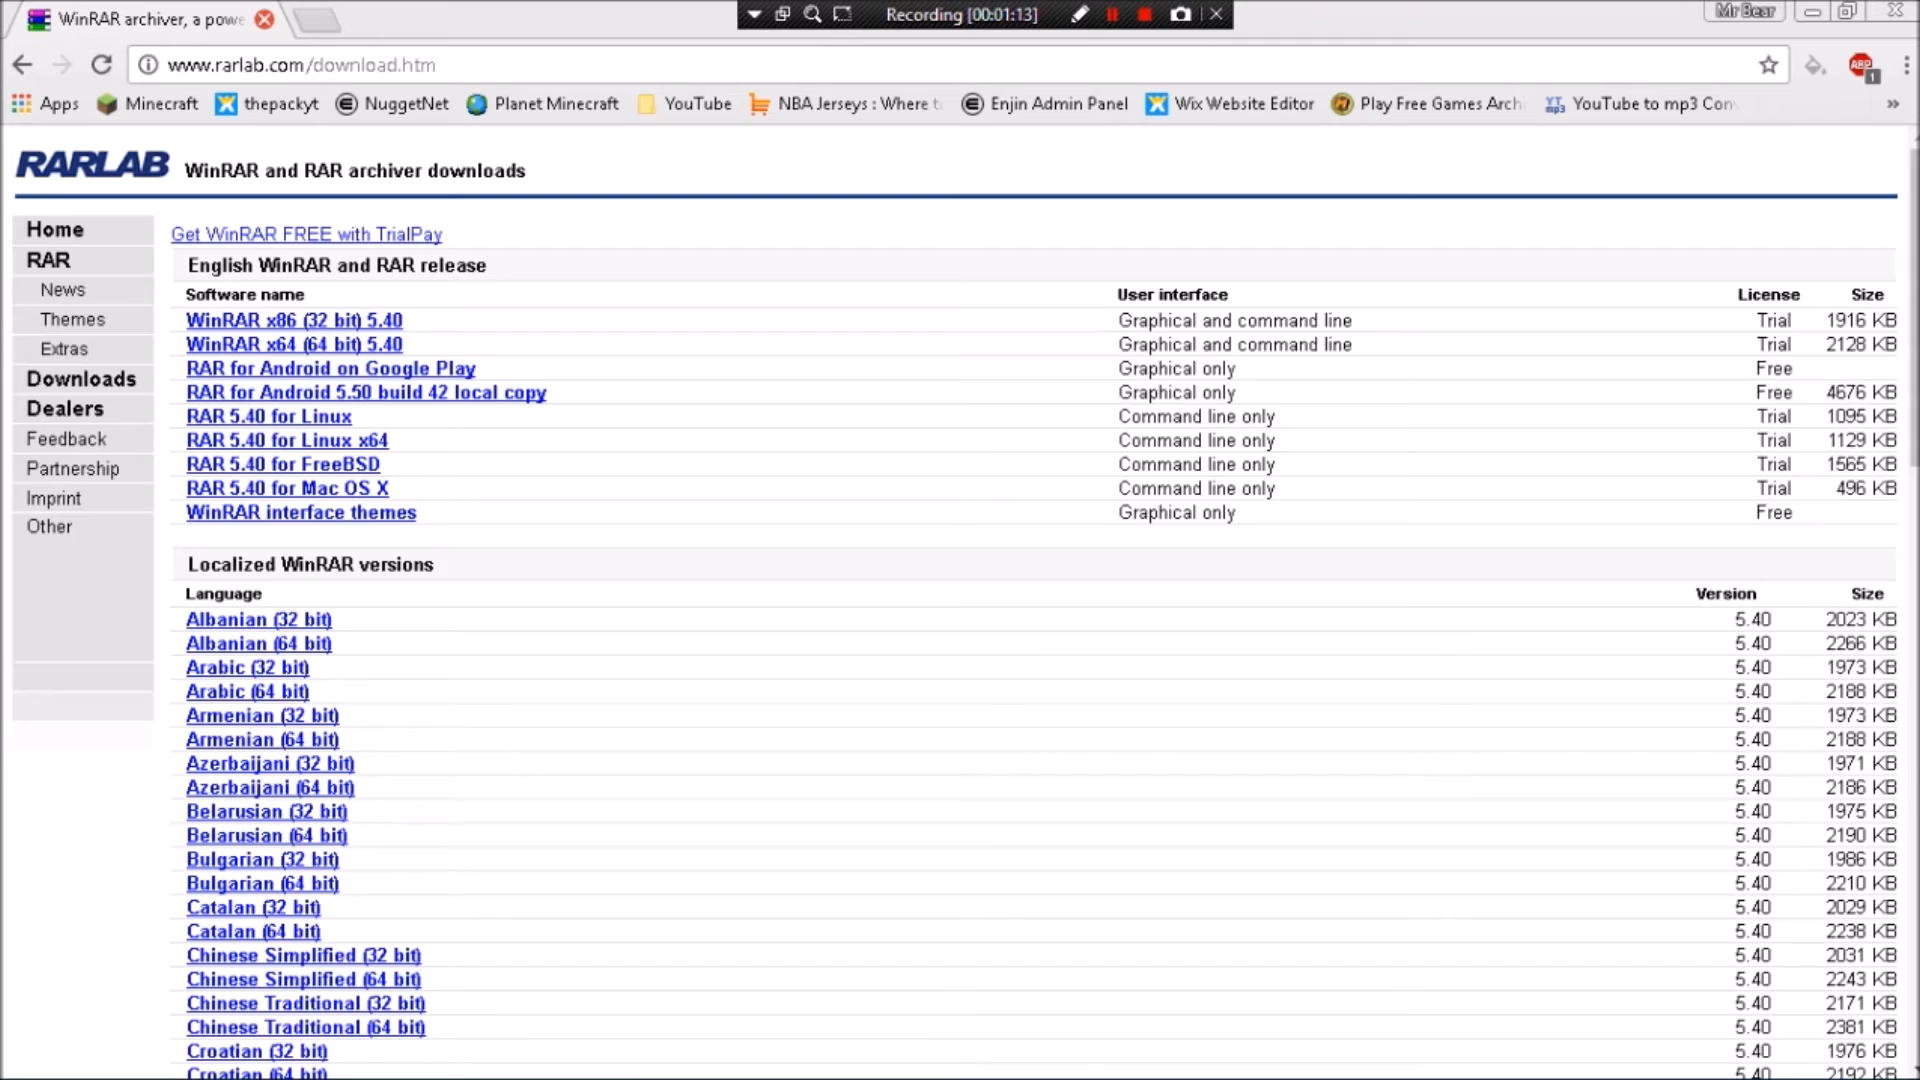 WinRAR archiver, a powe
Recording [00:01:13]
Mr Bear
www.rarlab.com/download.htm
ABP
1
Apps Minecraft thepackyt NuggetNet Planet Minecraft YouTube NBA Jerseys : Where t Enjin Admin Panel Wix Website Editor Play Free Games Arch YT mp3 YouTube to mp3 Con »
RARLAB WinRAR and RAR archiver downloads
Home
RAR
News
Themes
Extras
Downloads
Dealers
Feedback
Partnership
Imprint
Other
Get WinRAR FREE with TrialPay
English WinRAR and RAR release
Software name User interface License Size
WinRAR x86 (32 bit) 5.40 Graphical and command line Trial 1916 KB
WinRAR x64 (64 bit) 5.40 Graphical and command line Trial 2128 KB
RAR for Android on Google Play Graphical only Free
RAR for Android 5.50 build 42 local copy Graphical only Free 4676 KB
RAR 5.40 for Linux Command line only Trial 1095 KB
RAR 5.40 for Linux x64 Command line only Trial 1129 KB
RAR 5.40 for FreeBSD Command line only Trial 1565 KB
RAR 5.40 for Mac OS X Command line only Trial 496 KB
WinRAR interface themes Graphical only Free
Localized WinRAR versions
Language Version Size
Albanian (32 bit) 5.40 2023 KB
Albanian (64 bit) 5.40 2266 KB
Arabic (32 bit) 5.40 1973 KB
Arabic (64 bit) 5.40 2188 KB
Armenian (32 bit) 5.40 1973 KB
Armenian (64 bit) 5.40 2188 KB
Azerbaijani (32 bit) 5.40 1971 KB
Azerbaijani (64 bit) 5.40 2186 KB
Belarusian (32 bit) 5.40 1975 KB
Belarusian (64 bit) 5.40 2190 KB
Bulgarian (32 bit) 5.40 1986 KB
Bulgarian (64 bit) 5.40 2210 KB
Catalan (32 bit) 5.40 2029 KB
Catalan (64 bit) 5.40 2238 KB
Chinese Simplified (32 bit) 5.40 2031 KB
Chinese Simplified (64 bit) 5.40 2243 KB
Chinese Traditional (32 bit) 5.40 2171 KB
Chinese Traditional (64 bit) 5.40 2381 KB
Croatian (32 bit) 5.40 1976 KB
Croatian (64 bit) 5.40 2192 KB